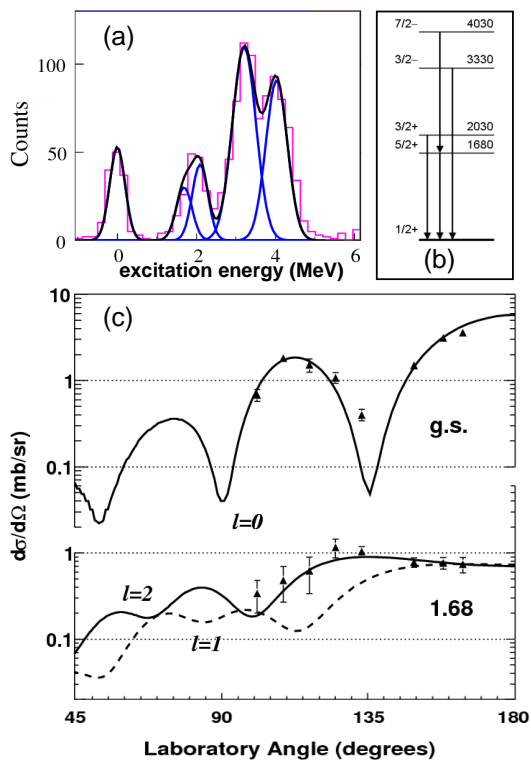 (a)
100
50
0
Counts
0 2 4 6
excitation energy (MeV)
7/2− 4030
3/2− 3330
3/2+ 2030
5/2+ 1680
1/2+
(b)
(c)
10
1
0.1
g.s.
l=0
dσ/dΩ (mb/sr)
1
0.1
l=2
l=1
1.68
45 90 135 180
Laboratory Angle (degrees)